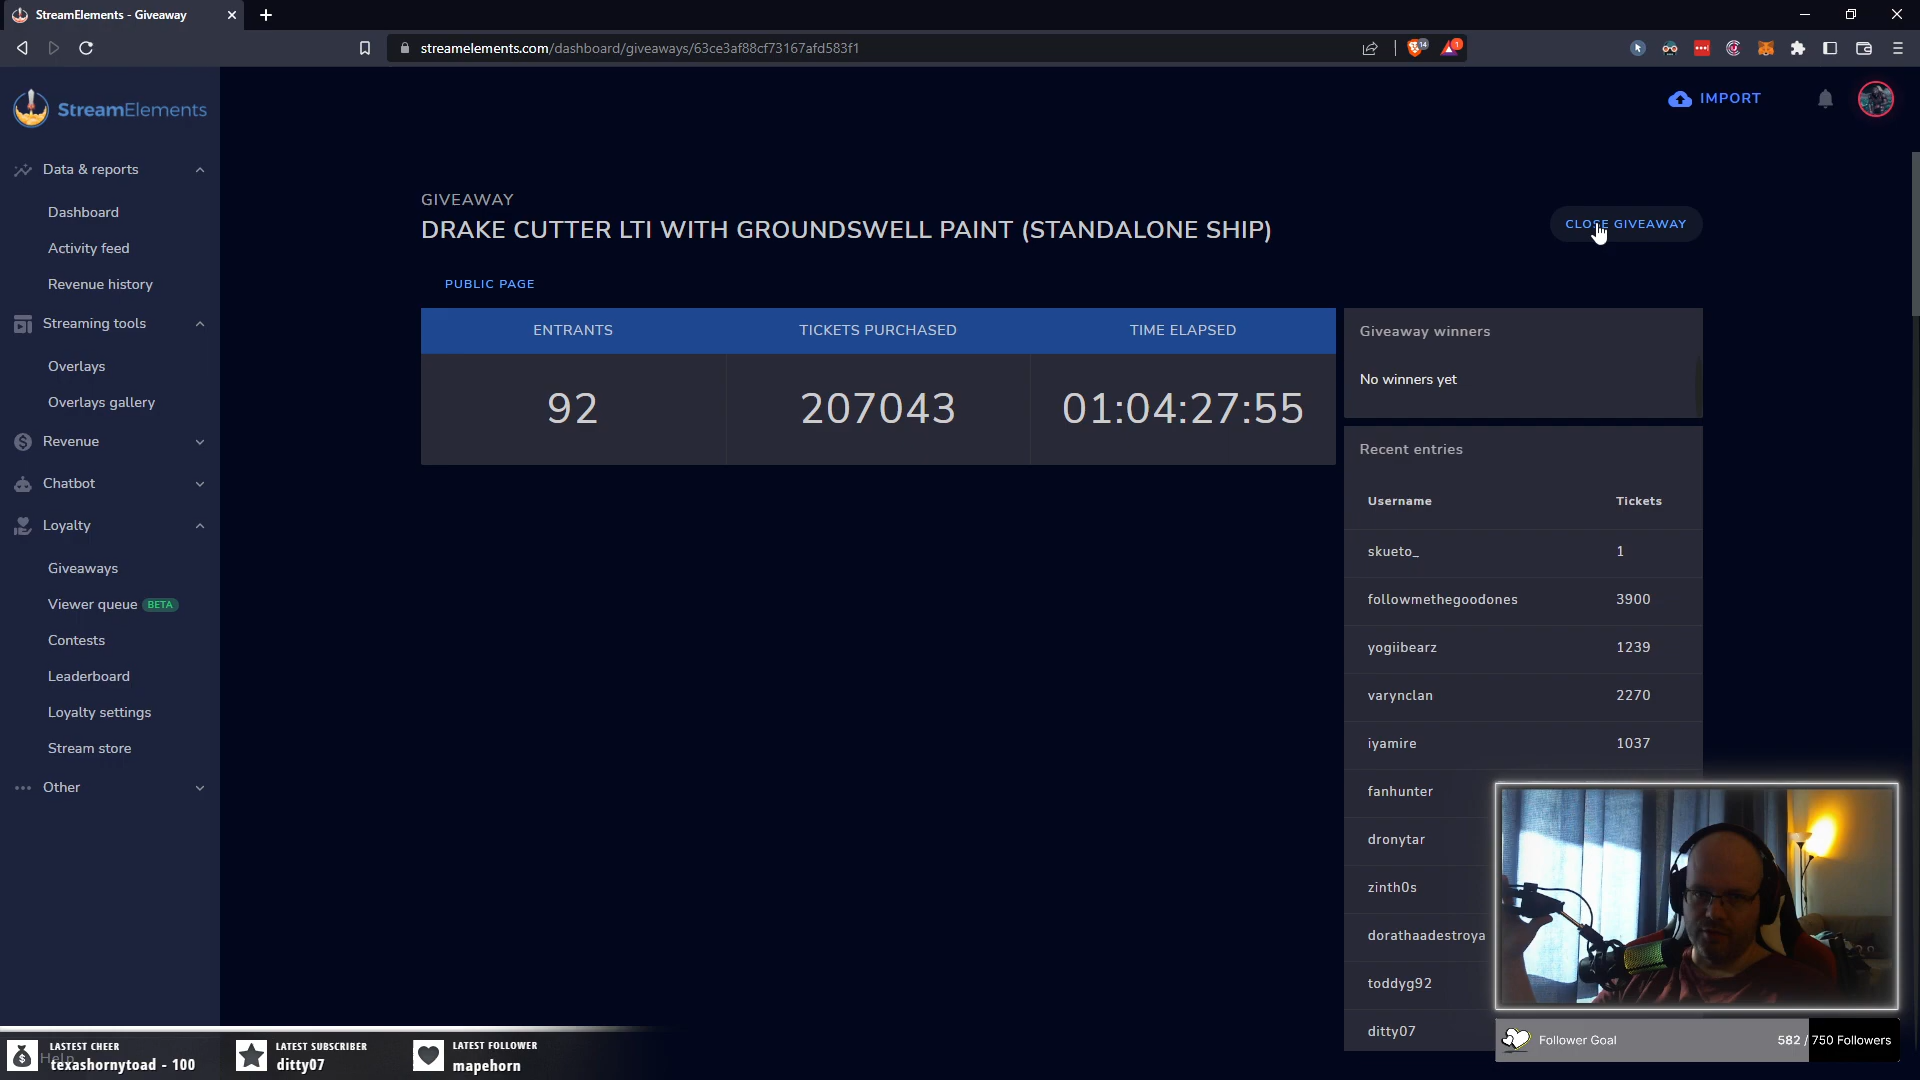 StreamElements - Giveaway
streamelements.com/dashboard/giveaways/63ce3af88cf73167afd583f1
14
1
StreamElements
IMPORT
Data & reports
Dashboard
Activity feed
Revenue history
Streaming tools
Overlays
Overlays gallery
Revenue
Chatbot
Loyalty
Giveaways
Viewer queue BETA
Contests
Leaderboard
Loyalty settings
Stream store
Other
Help
GIVEAWAY
DRAKE CUTTER LTI WITH GROUNDSWELL PAINT (STANDALONE SHIP)
CLOSE GIVEAWAY
PUBLIC PAGE
ENTRANTS TICKETS PURCHASED TIME ELAPSED
92 207043 01:04:27:55
Giveaway winners
No winners yet
Recent entries
Username Tickets
skueto_ 1
followmethegoodones 3900
yogiibearz 1239
varynclan 2270
iyamire 1037
fanhunter
dronytar
zinth0s
dorathaadestroya
toddyg92
ditty07
LASTEST CHEER
texashornytoad - 100
LATEST SUBSCRIBER
ditty07
LATEST FOLLOWER
mapehorn
Follower Goal 582 / 750 Followers